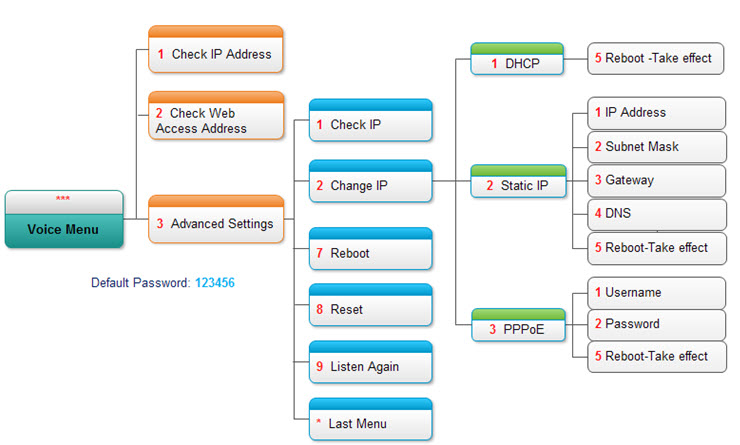 ***
Voice Menu
1 Check IP Address
2 Check Web
Access Address
3 Advanced Settings
Default Password: 123456
1 Check IP
2 Change IP
7 Reboot
8 Reset
9 Listen Again
* Last Menu
1 DHCP
5 Reboot -Take effect
2 Static IP
1 IP Address
2 Subnet Mask
3 Gateway
4 DNS
5 Reboot-Take effect
3 PPPoE
1 Username
2 Password
5 Reboot-Take effect